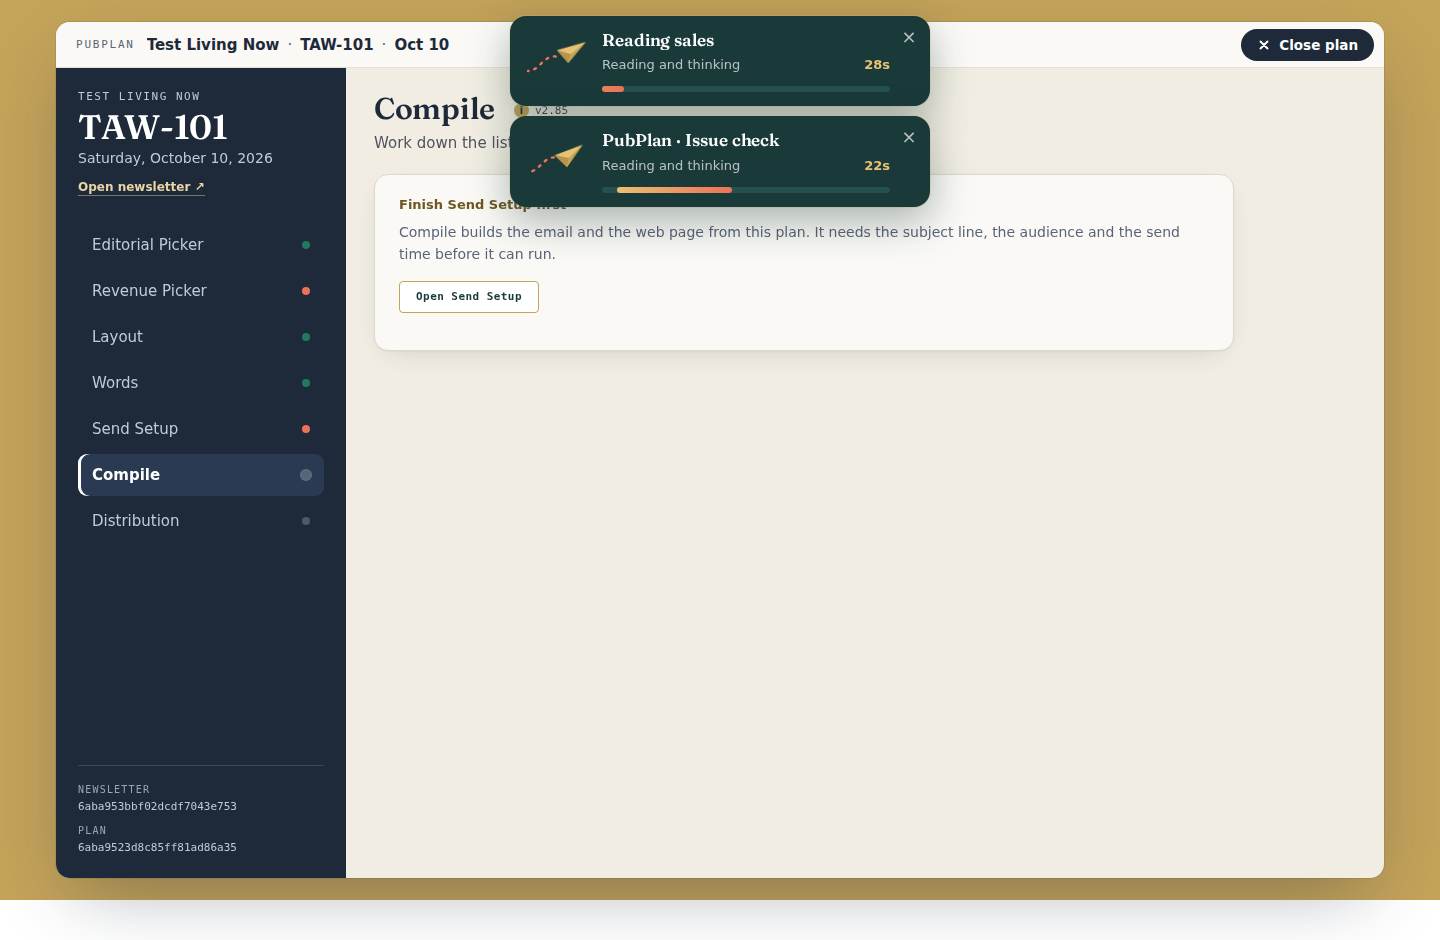 PUBPLAN Test Living Now · TAW-101 · Oct 10
Close plan
Reading sales
Reading and thinking 28s
PubPlan · Issue check
Reading and thinking 22s
TEST LIVING NOW
TAW-101
Saturday, October 10, 2026
Open newsletter ↗
Editorial Picker
Revenue Picker
Layout
Words
Send Setup
Compile
Distribution
NEWSLETTER
6aba953bbf02dcdf7043e753
PLAN
6aba9523d8c85ff81ad86a35
Compile i v2.85
Work down the list
Finish Send Setup first
Compile builds the email and the web page from this plan. It needs the subject line, the audience and the send
time before it can run.
Open Send Setup